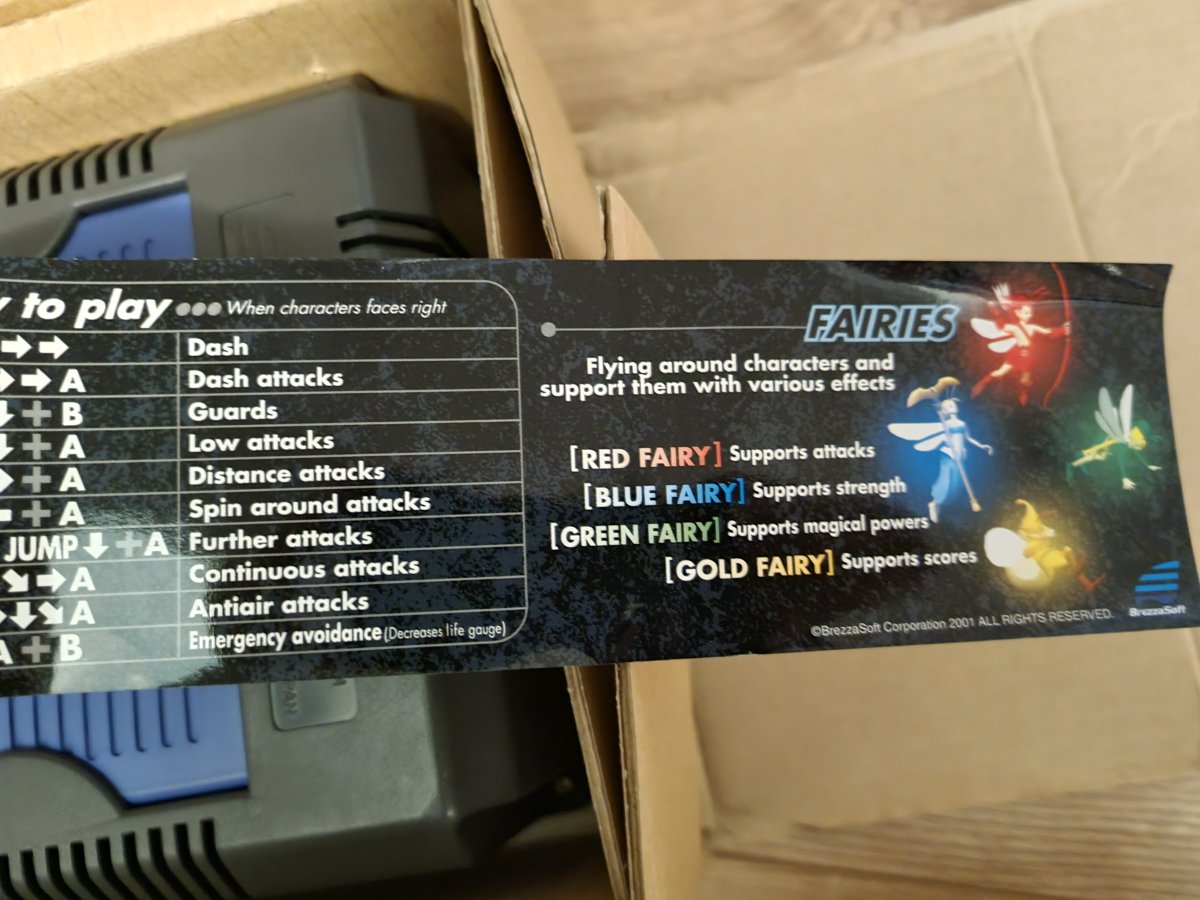 to play ●●● When characters faces right
→ → Dash
→ → A Dash attacks
↓ + B Guards
↓ + A Low attacks
→ + A Distance attacks
+ A Spin around attacks
JUMP ↓ + A Further attacks
↘ → A Continuous attacks
↓ ↘ A Antiair attacks
A + B Emergency avoidance (Decreases life gauge)
FAIRIES
Flying around characters and
support them with various effects
[RED FAIRY] Supports attacks
[BLUE FAIRY] Supports strength
[GREEN FAIRY] Supports magical powers
[GOLD FAIRY] Supports scores
©BrezzaSoft Corporation 2001 ALL RIGHTS RESERVED.
BrezzaSoft